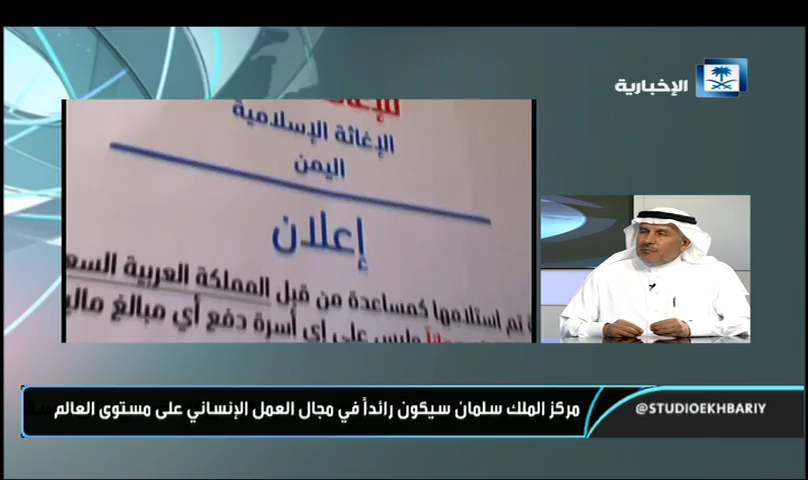 الإخبارية
الإغاثة الإسلامية
اليمن
إعلان
تم استلامها كمساعدة من قبل المملكة العربية
وليس على أي أسرة دفع أي مبالغ
مركز الملك سلمان سيكون رائداً في مجال العمل الإنساني على مستوى العالم
@STUDIOEKHBARIY